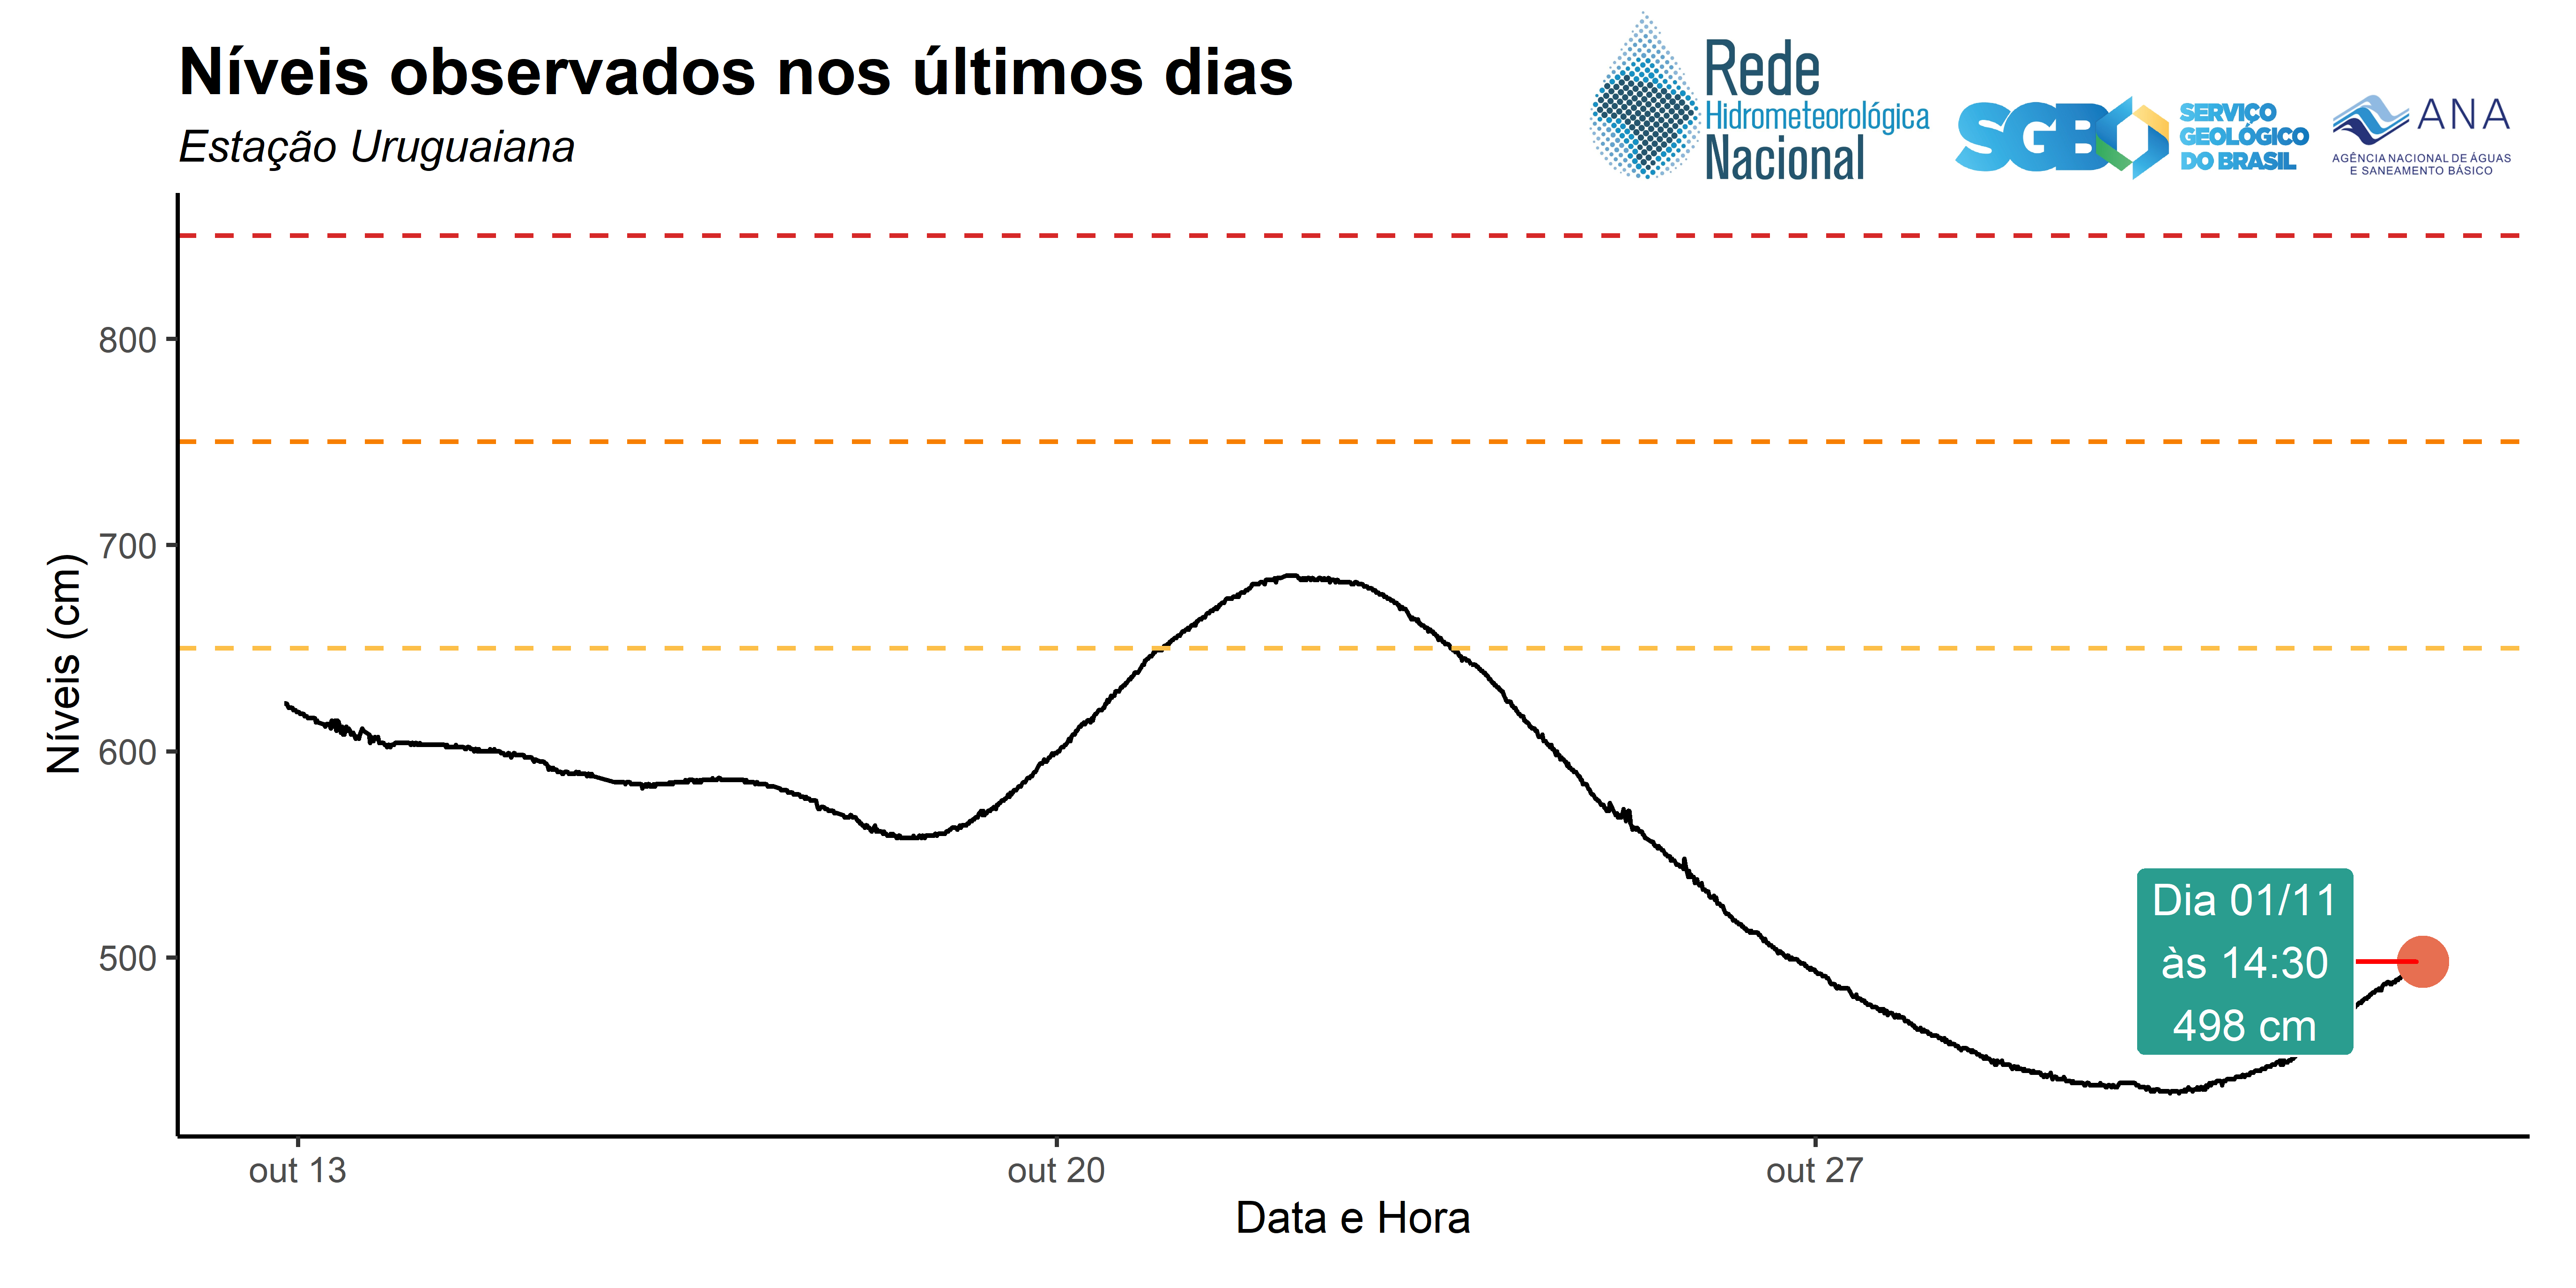 Níveis observados nos últimos dias
Estação Uruguaiana
Rede
Hidrometeorológica
Nacional
SGB
SERVIÇO
GEOLÓGICO
DO BRASIL
ANA
AGÊNCIA NACIONAL DE ÁGUAS
E SANEAMENTO BÁSICO
Níveis (cm)
800
700
600
500
Dia 01/11
às 14:30
498 cm
out 13
out 20
out 27
Data e Hora